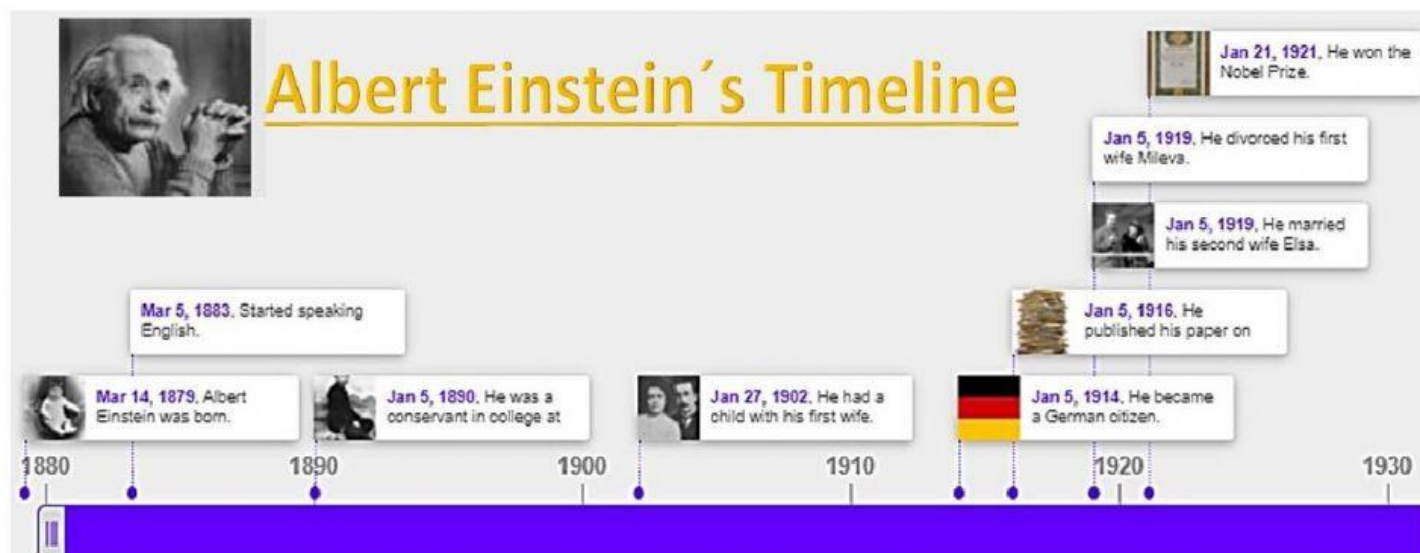 Albert Einstein´s Timeline
Jan 21, 1921. He won the
Nobel Prize.
Jan 5, 1919. He divorced his first
wife Mileva.
Jan 5, 1919. He married
his second wife Elsa.
Mar 5, 1883. Started speaking
English.
Jan 5, 1916. He
published his paper on
Mar 14, 1879. Albert
Einstein was born.
Jan 5, 1890. He was a
conservant in college at
Jan 27, 1902. He had a
child with his first wife.
Jan 5, 1914. He became
a German citizen.
1880 1890 1900 1910 1920 1930